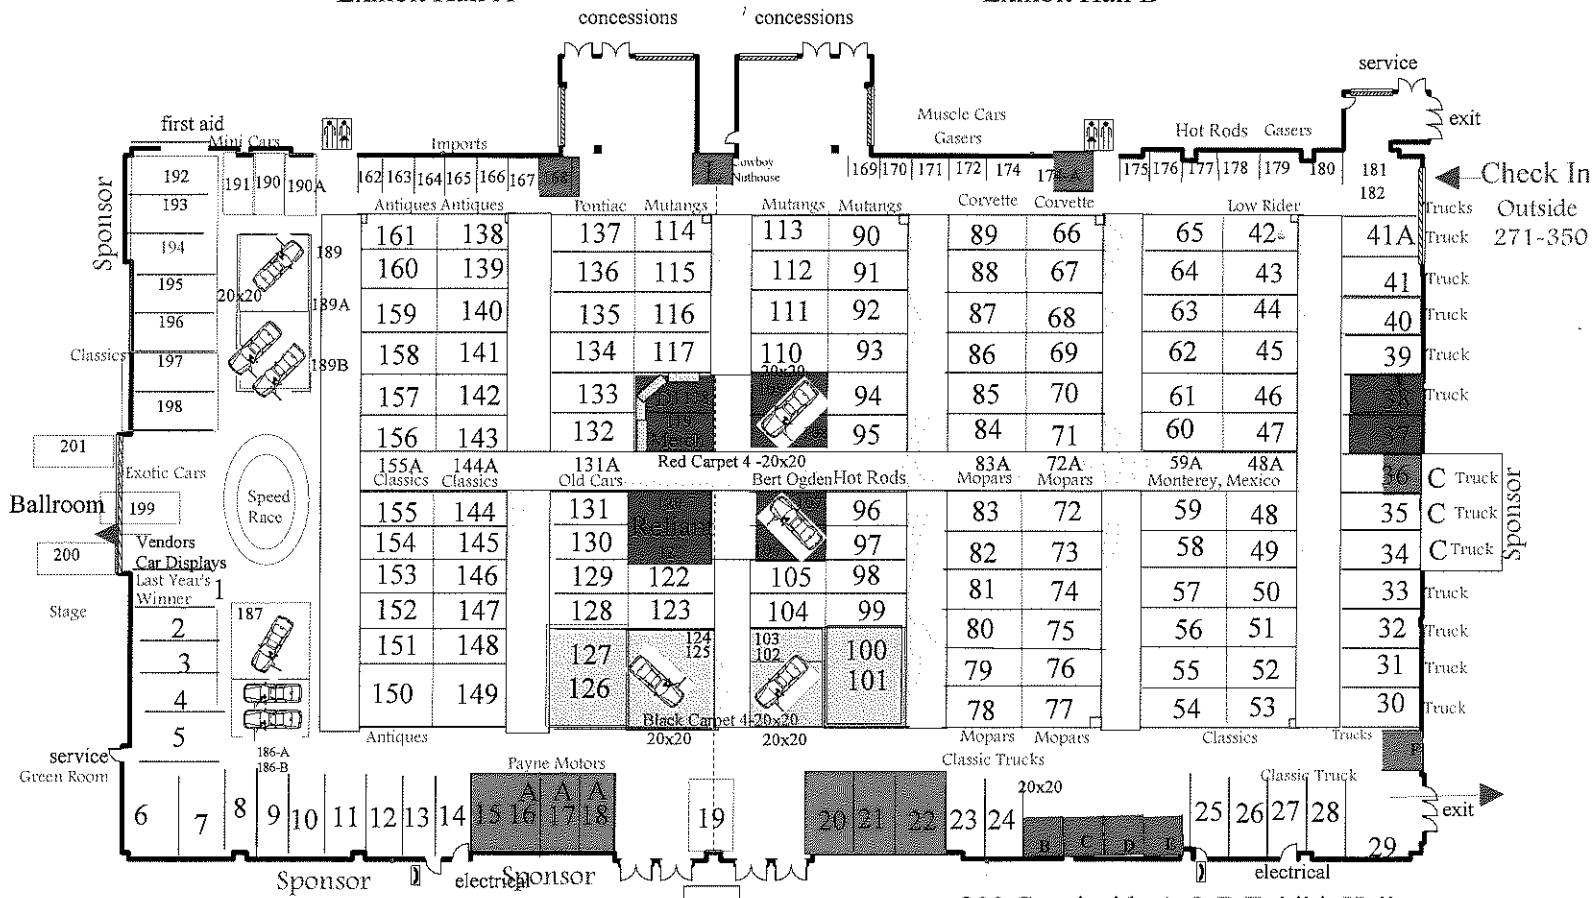 concessions
concessions
service
first aid
Mini Cars
Imports
Muscle Cars
Gasers
Hot Rods Gasers
exit
Check In
Outside
271-350
Sponsor
192
193
194
195
196
197
198
191 190 190A
162 163 164 165 166 167 168
L
Cowboy
Nuthouse
169 170 171 172 174
175 176 177 178 179 180 181
182
Antiques Antiques
Pontiac Mutangs
Mutangs Mutangs
Corvette Corvette
Low Rider
Trucks
189
20x20
189A
189B
Classics
161 138 137 114 113 90 89 66 65 42 41A Truck
160 139 136 115 112 91 88 67 64 43 41 Truck
159 140 135 116 111 92 87 68 63 44 40 Truck
158 141 134 117 110 93 86 69 62 45 39 Truck
20x20
157 142 133 94 85 70 61 46 38 Truck
119
156 143 132 95 84 71 60 47 37
Red Carpet 4 -20x20
155A 144A 131A 83A 72A 59A 48A 36 C Truck
Classics Classics Old Cars Bert Ogden Hot Rods Mopars Mopars Monterey, Mexico
Sponsor
201
Exotic Cars
Ballroom
199
Speed
Race
200
Vendors
Car Displays
Last Year's
Winner 1
Stage
155 144 131 96 83 72 59 48 35 C Truck
Reliant
154 145 130 97 82 73 58 49 34 C Truck
153 146 129 122 105 98 81 74 57 50 33 Truck
152 147 128 123 104 99 80 75 56 51 32 Truck
151 148 127 124 103 100 79 76 55 52 31 Truck
125 102
150 149 126 101 78 77 54 53 30 Truck
Black Carpet 4-20x20
20x20 20x20
2
3
4
5
187
186-A
186-B
service
Green Room
Antiques
Payne Motors
Mopars Mopars
Classic Trucks
Classics
Trucks
F
Classic Truck
20x20
6 7 8 9 10 11 12 13 14 15 16 17 18
A A A
19
20 21 22 23 24
B C D E
25 26 27 28 29
exit
Sponsor
electrical
Sponsor
electrical